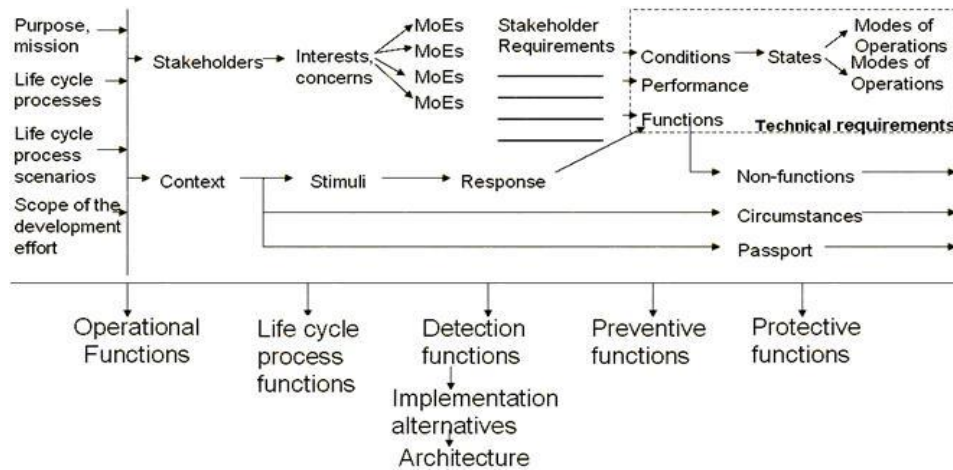 Purpose,
mission
Life cycle
processes
Life cycle
process
scenarios
Scope of the
development
effort
Stakeholders
Interests,
concerns
MoEs
MoEs
MoEs
MoEs
Stakeholder
Requirements
Conditions
Performance
Functions
States
Modes of
Operations
Modes of
Operations
Technical requirements
Context
Stimuli
Response
Non-functions
Circumstances
Passport
Operational
Functions
Life cycle
process
functions
Detection
functions
Preventive
functions
Protective
functions
Implementation
alternatives
Architecture